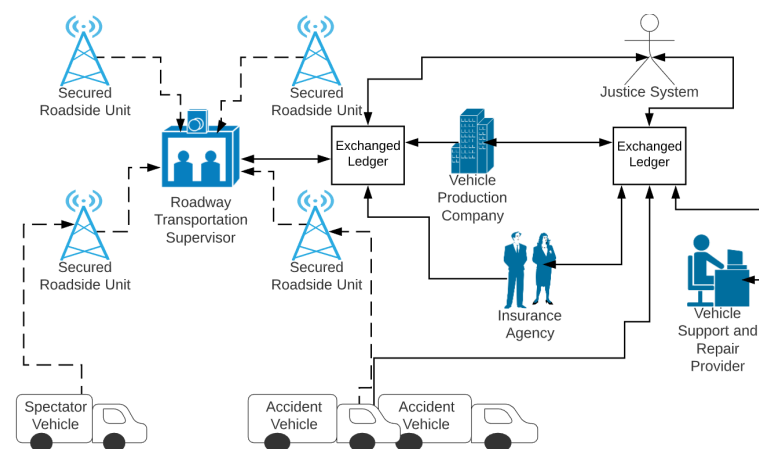 Secured
Roadside Unit
Secured
Roadside Unit
Justice System
Exchanged
Ledger
Exchanged
Ledger
Vehicle
Production
Company
Roadway
Transportation
Supervisor
Secured
Roadside Unit
Secured
Roadside Unit
Insurance
Agency
Vehicle
Support and
Repair
Provider
Spectator
Vehicle
Accident
Vehicle
Accident
Vehicle